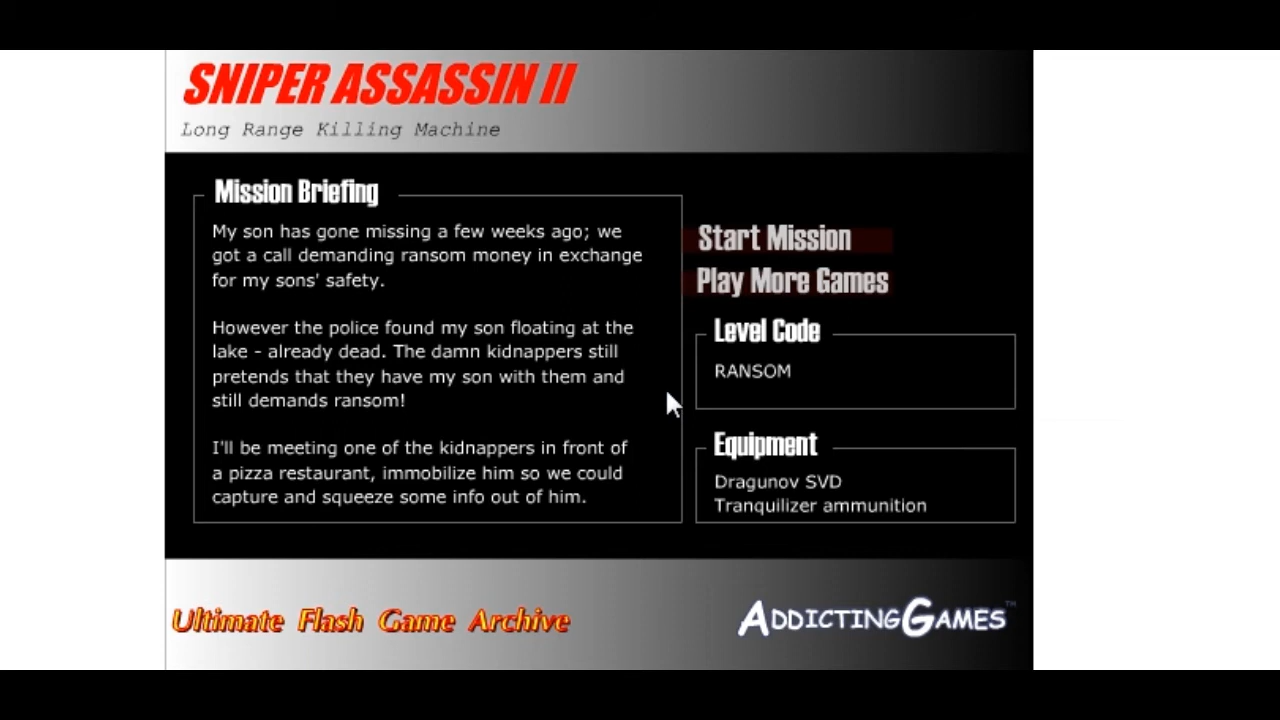 SNIPER ASSASSIN II
Long Range Killing Machine
Mission Briefing
My son has gone missing a few weeks ago; we
got a call demanding ransom money in exchange
for my sons' safety.
However the police found my son floating at the
lake - already dead. The damn kidnappers still
pretends that they have my son with them and
still demands ransom!
I'll be meeting one of the kidnappers in front of
a pizza restaurant, immobilize him so we could
capture and squeeze some info out of him.
Start Mission
Play More Games
Level Code
RANSOM
Equipment
Dragunov SVD
Tranquilizer ammunition
Ultimate Flash Game Archive
ADDICTINGGAMES™